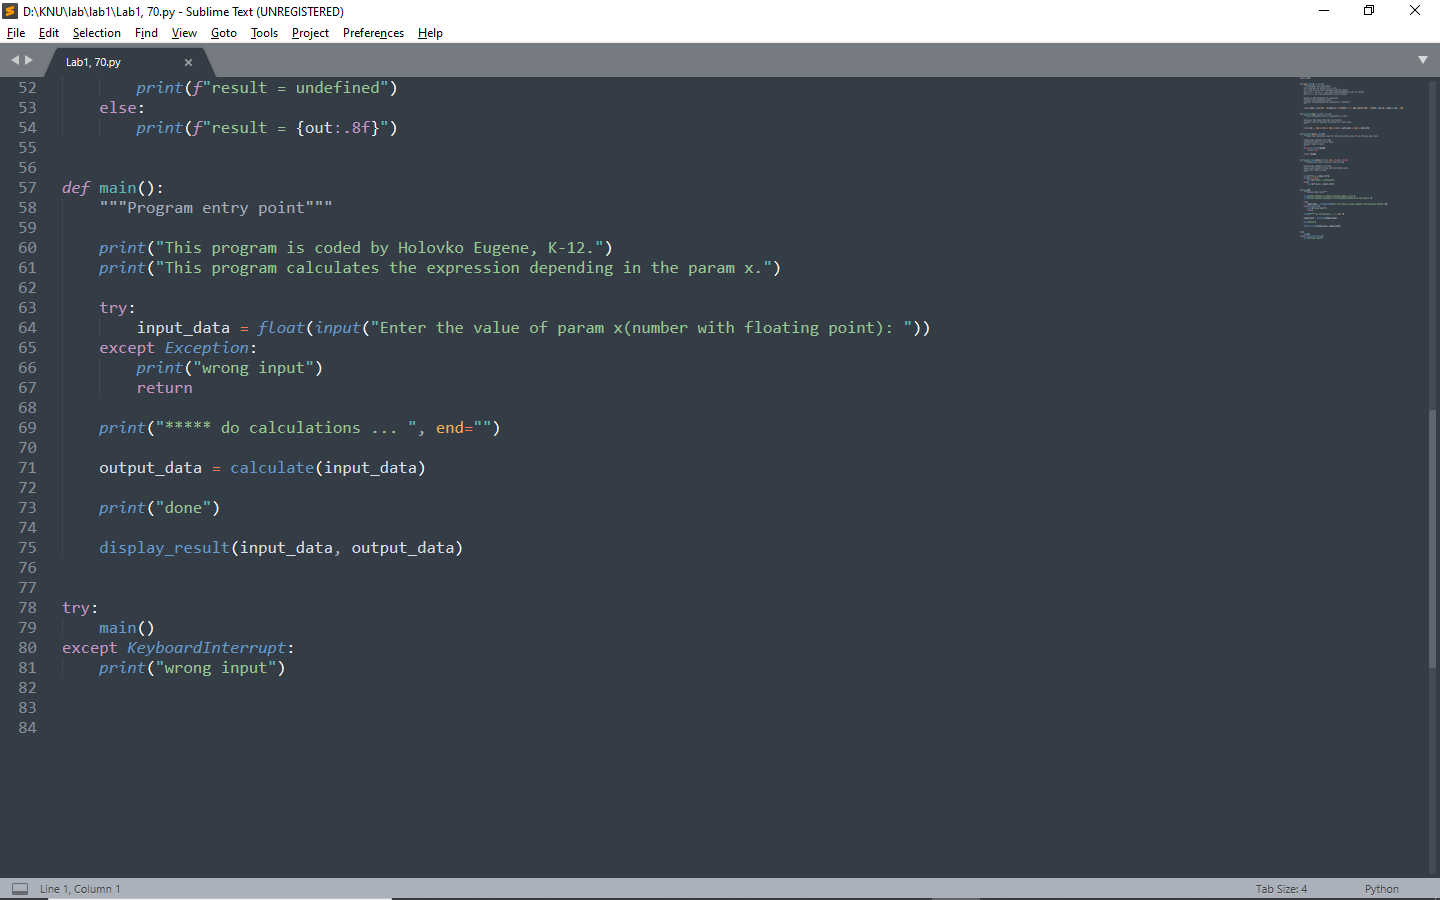 D:\KNU\lab\lab1\Lab1, 70.py - Sublime Text (UNREGISTERED)
File Edit Selection Find View Goto Tools Project Preferences Help
Lab1, 70.py
52 print(f"result = undefined")
53 else:
54 print(f"result = {out:.8f}")
55
56
57 def main():
58 """Program entry point"""
59
60 print("This program is coded by Holovko Eugene, K-12.")
61 print("This program calculates the expression depending in the param x.")
62
63 try:
64 input_data = float(input("Enter the value of param x(number with floating point): "))
65 except Exception:
66 print("wrong input")
67 return
68
69 print("***** do calculations ... ", end="")
70
71 output_data = calculate(input_data)
72
73 print("done")
74
75 display_result(input_data, output_data)
76
77
78 try:
79 main()
80 except KeyboardInterrupt:
81 print("wrong input")
82
83
84
Line 1, Column 1 Tab Size: 4 Python